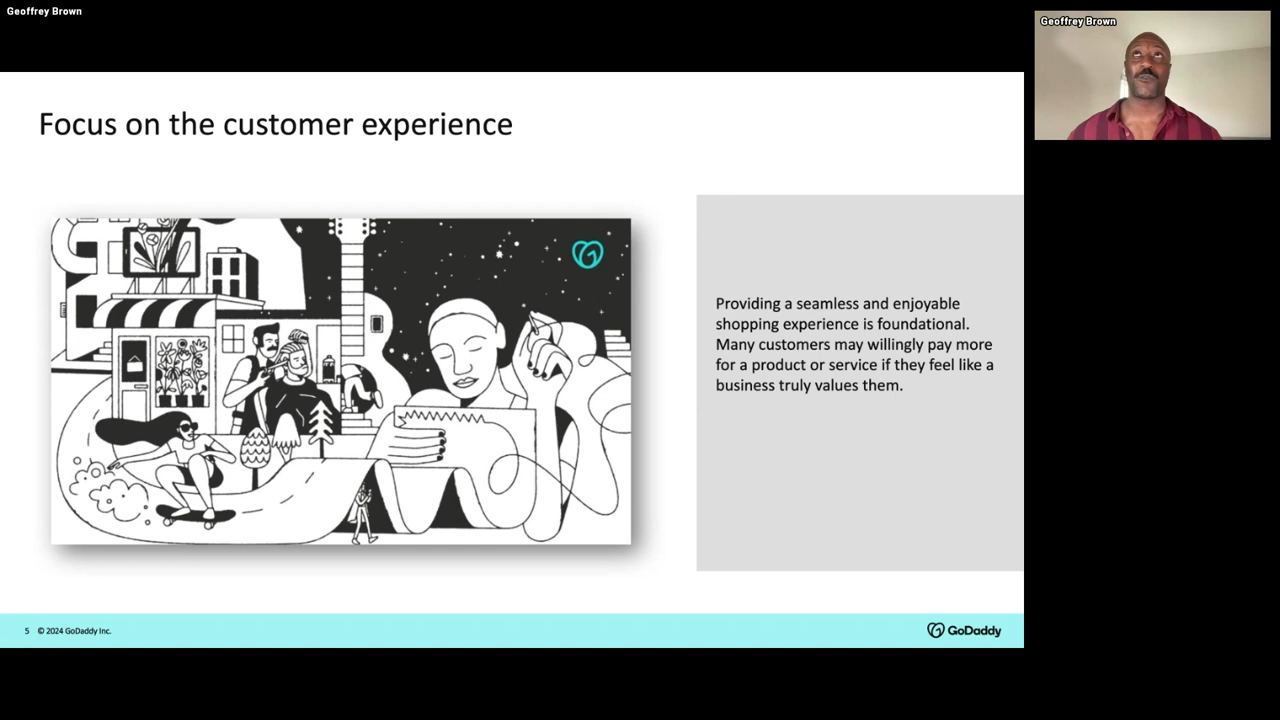 Geoffrey Brown
Geoffrey Brown
Focus on the customer experience
Providing a seamless and enjoyable
shopping experience is foundational.
Many customers may willingly pay more
for a product or service if they feel like a
business truly values them.
5 © 2024 GoDaddy Inc.
GoDaddy